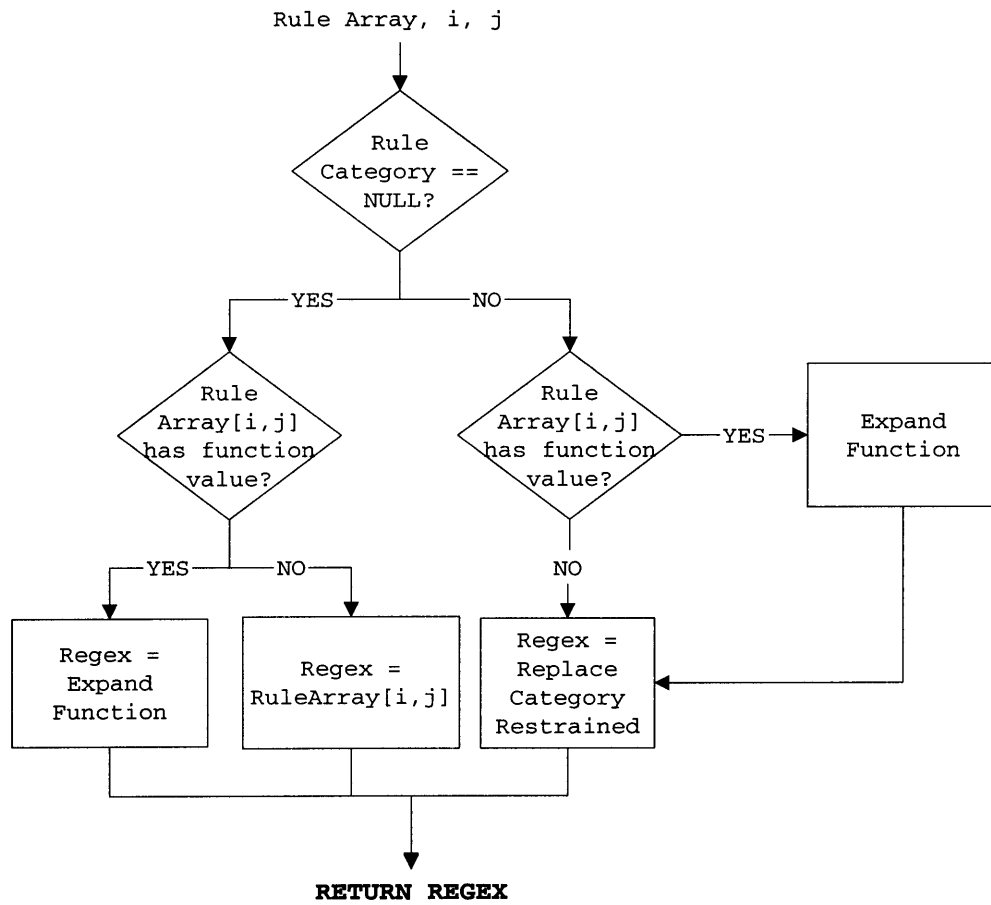 Rule Array, i, j
Rule
Category ==
NULL?
YES
NO
Rule
Array[i,j]
has function
value?
Rule
Array[i,j]
has function
value?
YES
Expand
Function
YES
NO
NO
Regex =
Expand
Function
Regex =
RuleArray[i,j]
Regex =
Replace
Category
Restrained
RETURN REGEX